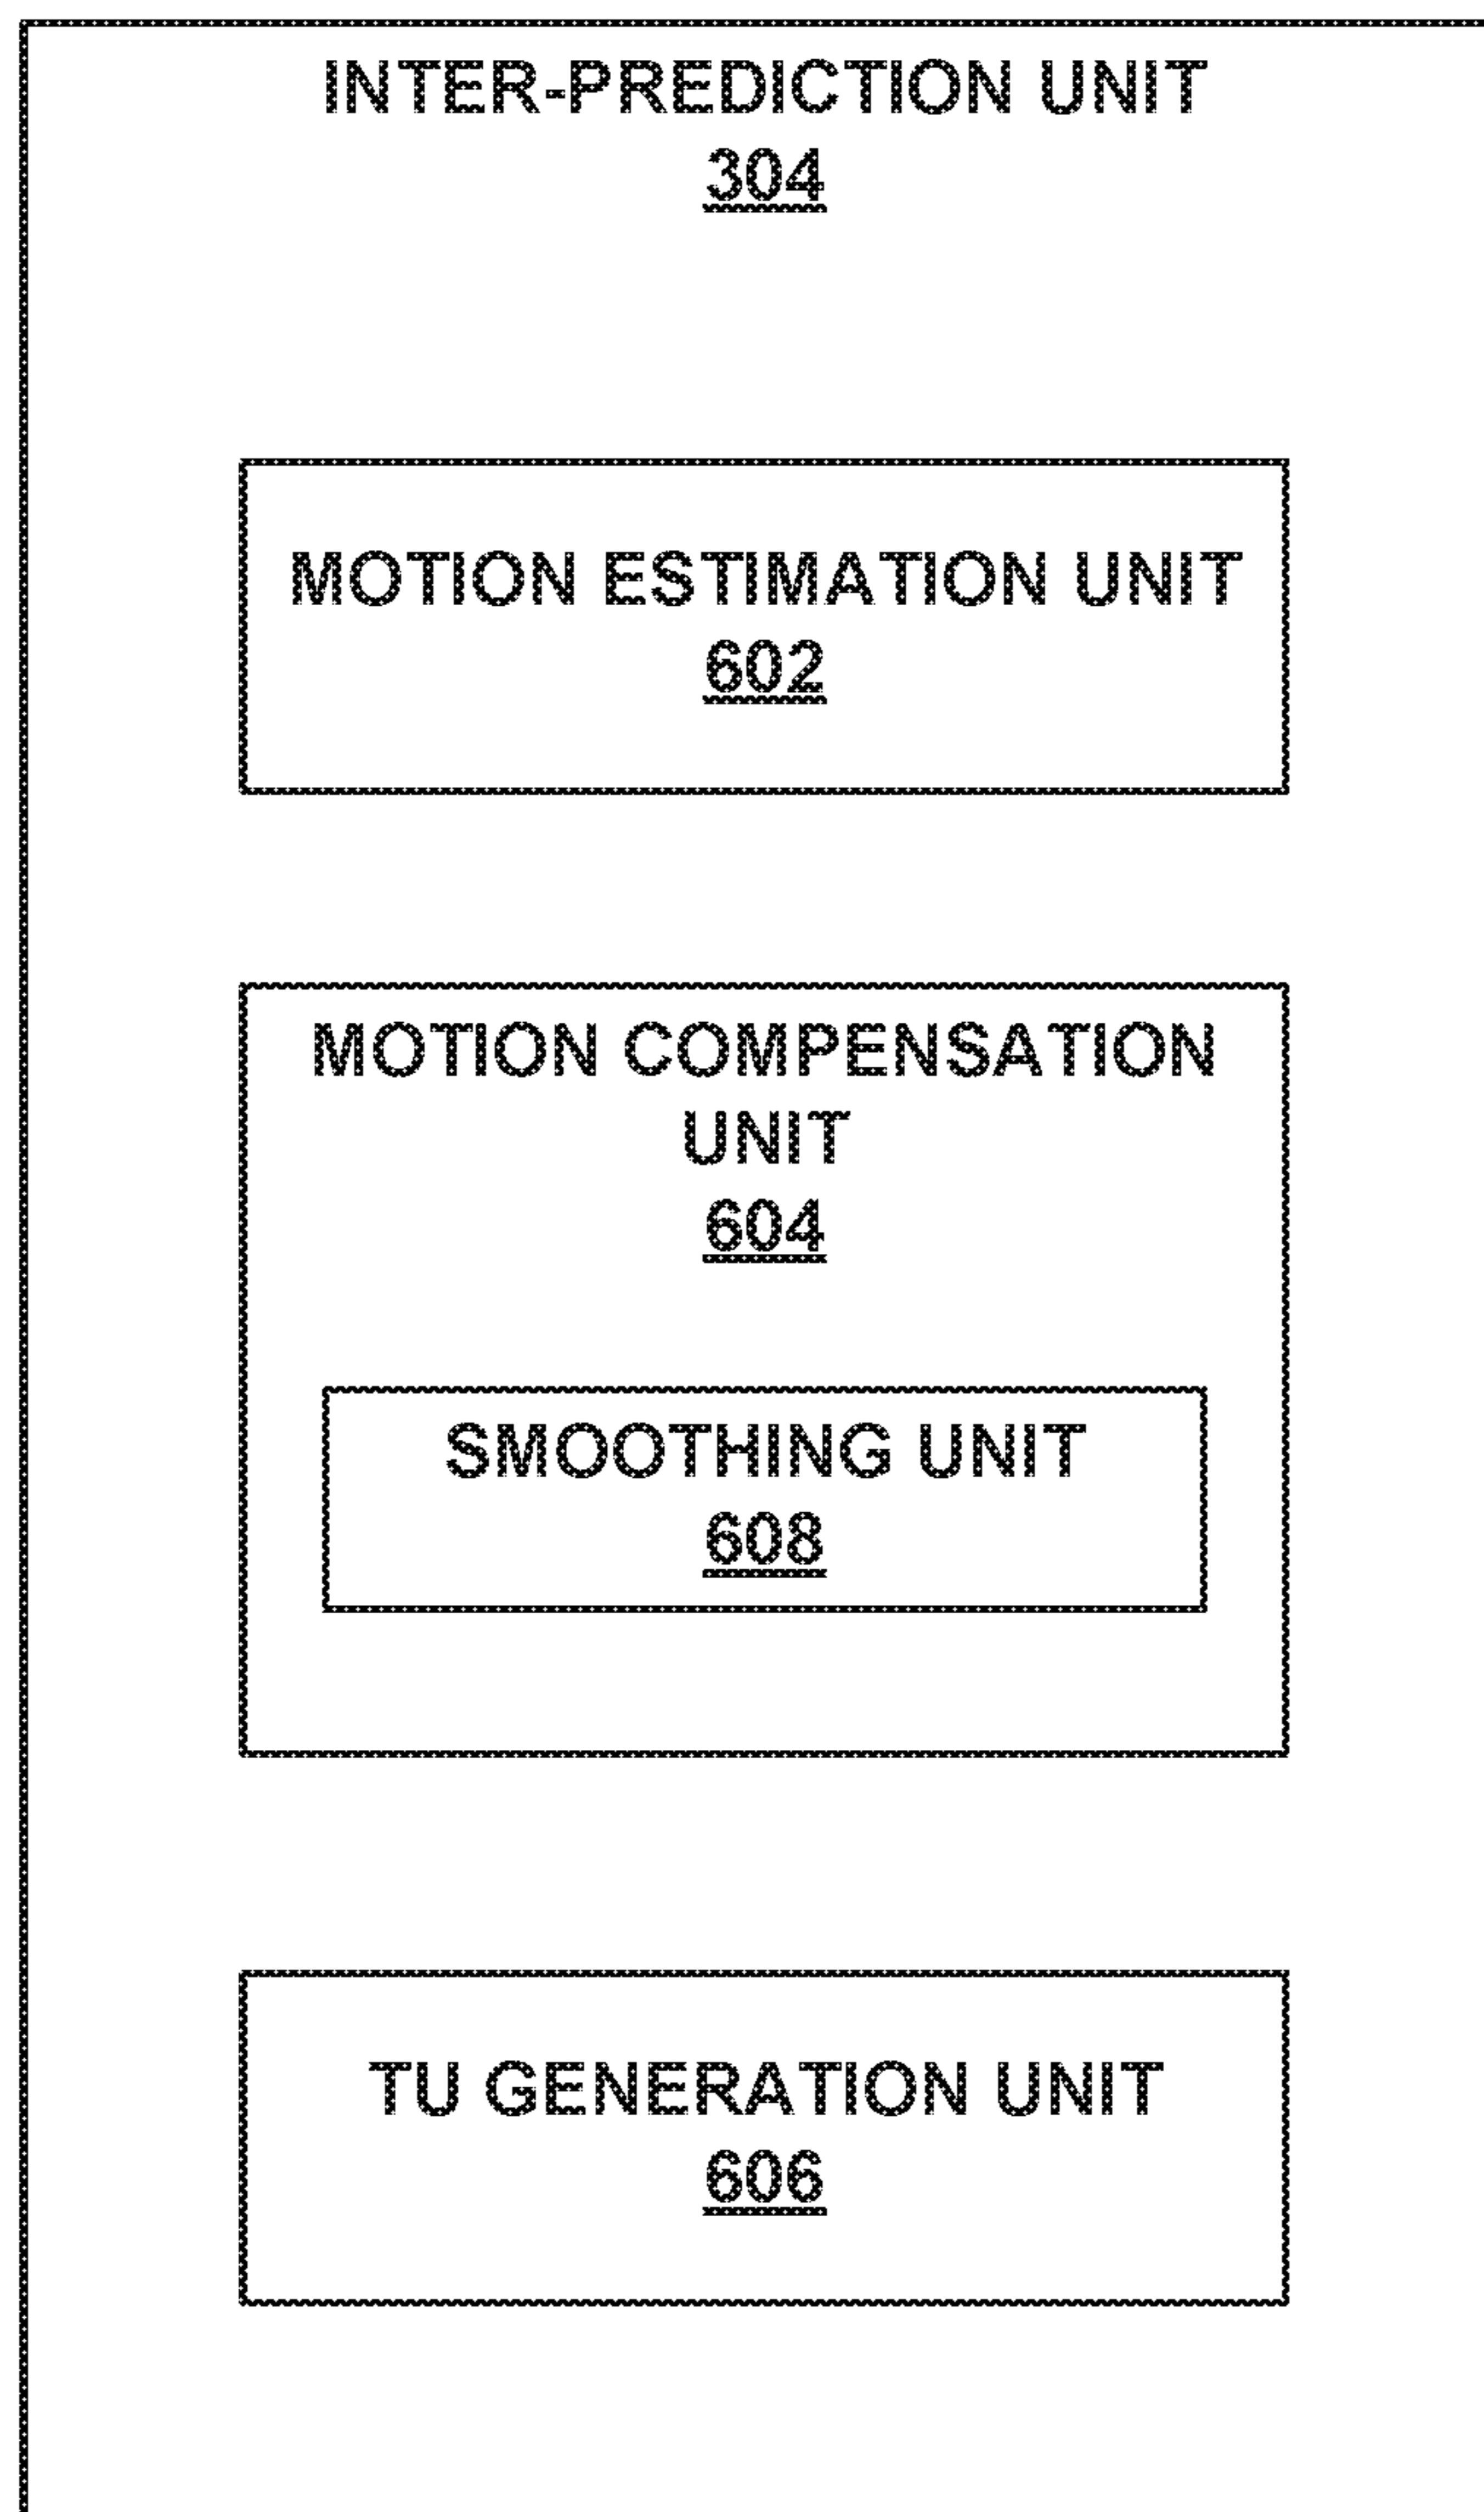 INTER-PREDICTION UNIT
304
MOTION ESTIMATION UNIT
602
MOTION COMPENSATION
UNIT
604
SMOOTHING UNIT
608
TU GENERATION UNIT
606